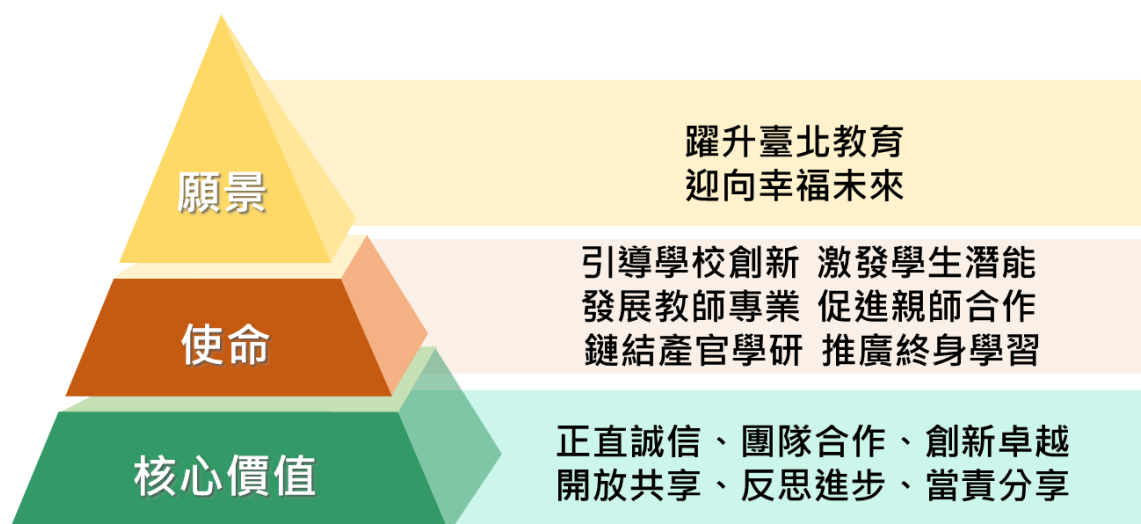 願景
躍升臺北教育
迎向幸福未來
使命
引導學校創新 激發學生潛能
發展教師專業 促進親師合作
鏈結產官學研 推廣終身學習
核心價值
正直誠信、團隊合作、創新卓越
開放共享、反思進步、當責分享